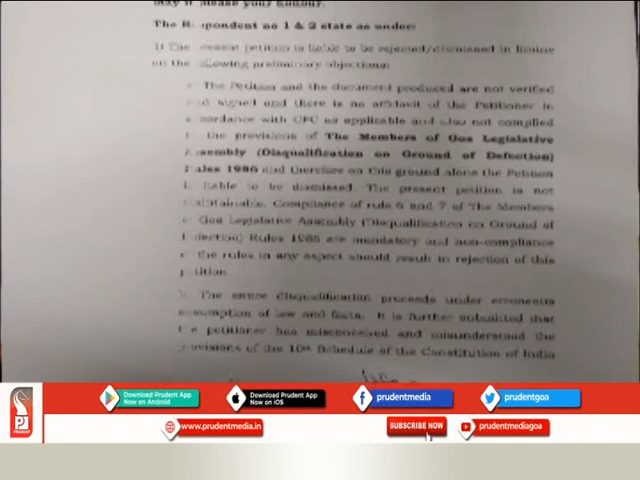 May it please your honour.
The Respondent no 1 & 2 state as under:
1) The present petition is liable to be rejected/dismissed in limine
on the following preliminary objections:
The Petition and the document produced are not verified
and signed and there is no affidavit of the Petitioner in
accordance with CPC as applicable and also not complied
the provisions of The Members of Goa Legislative
Assembly (Disqualification on Ground of Defection)
Rules 1986 and therefore on this ground alone the Petition
liable to be dismissed. The present petition is not
maintainable. Compliance of rule 6 and 7 of The Members
Goa Legislative Assembly (Disqualification on Ground of
Defection) Rules 1986 are mandatory and non-compliance
the rules in any aspect should result in rejection of this
petition
The entire disqualification proceeds under erroneous
assumption of law and facts. It is further submitted that
the petitioner has misconceived and misunderstood the
provisions of the 10th Schedule of the Constitution of India
Download Prudent App
Now on Android
Download Prudent App
Now on iOS
prudentmedia
prudentgoa
PRUDENT
www.prudentmedia.in
SUBSCRIBE NOW
prudentmediagoa